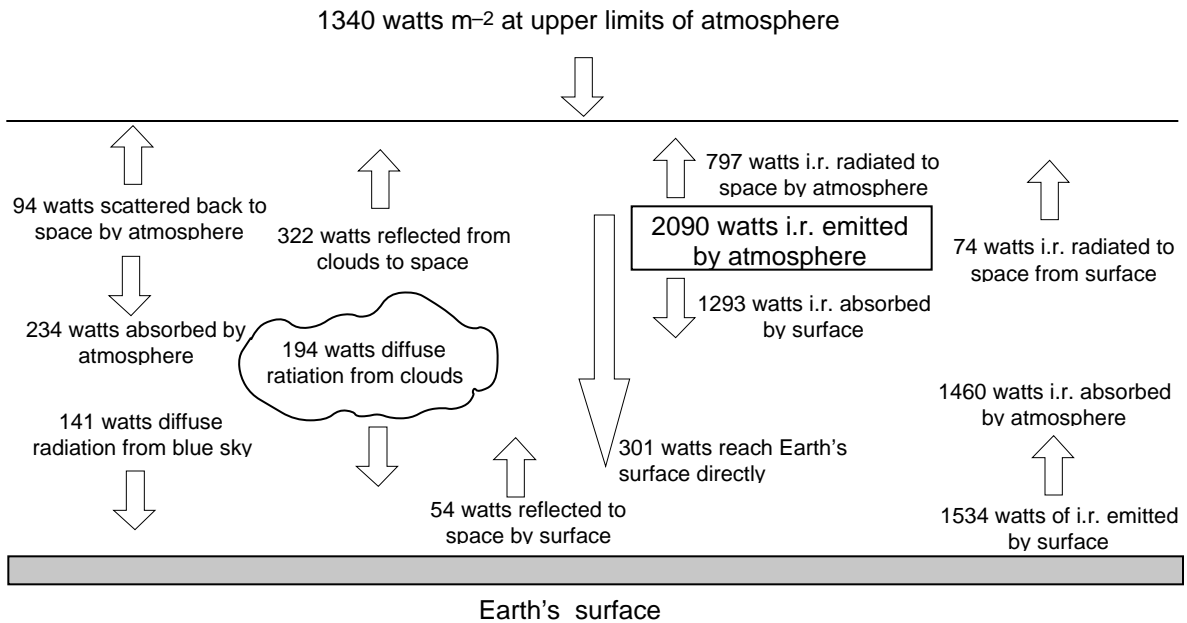 1340 watts m–2 at upper limits of atmosphere
94 watts scattered back to
space by atmosphere
322 watts reflected from
clouds to space
797 watts i.r. radiated to
space by atmosphere
2090 watts i.r. emitted
by atmosphere
74 watts i.r. radiated to
space from surface
234 watts absorbed by
atmosphere
194 watts diffuse
ratiation from clouds
1293 watts i.r. absorbed
by surface
141 watts diffuse
radiation from blue sky
1460 watts i.r. absorbed
by atmosphere
301 watts reach Earth's
surface directly
54 watts reflected to
space by surface
1534 watts of i.r. emitted
by surface
Earth's surface